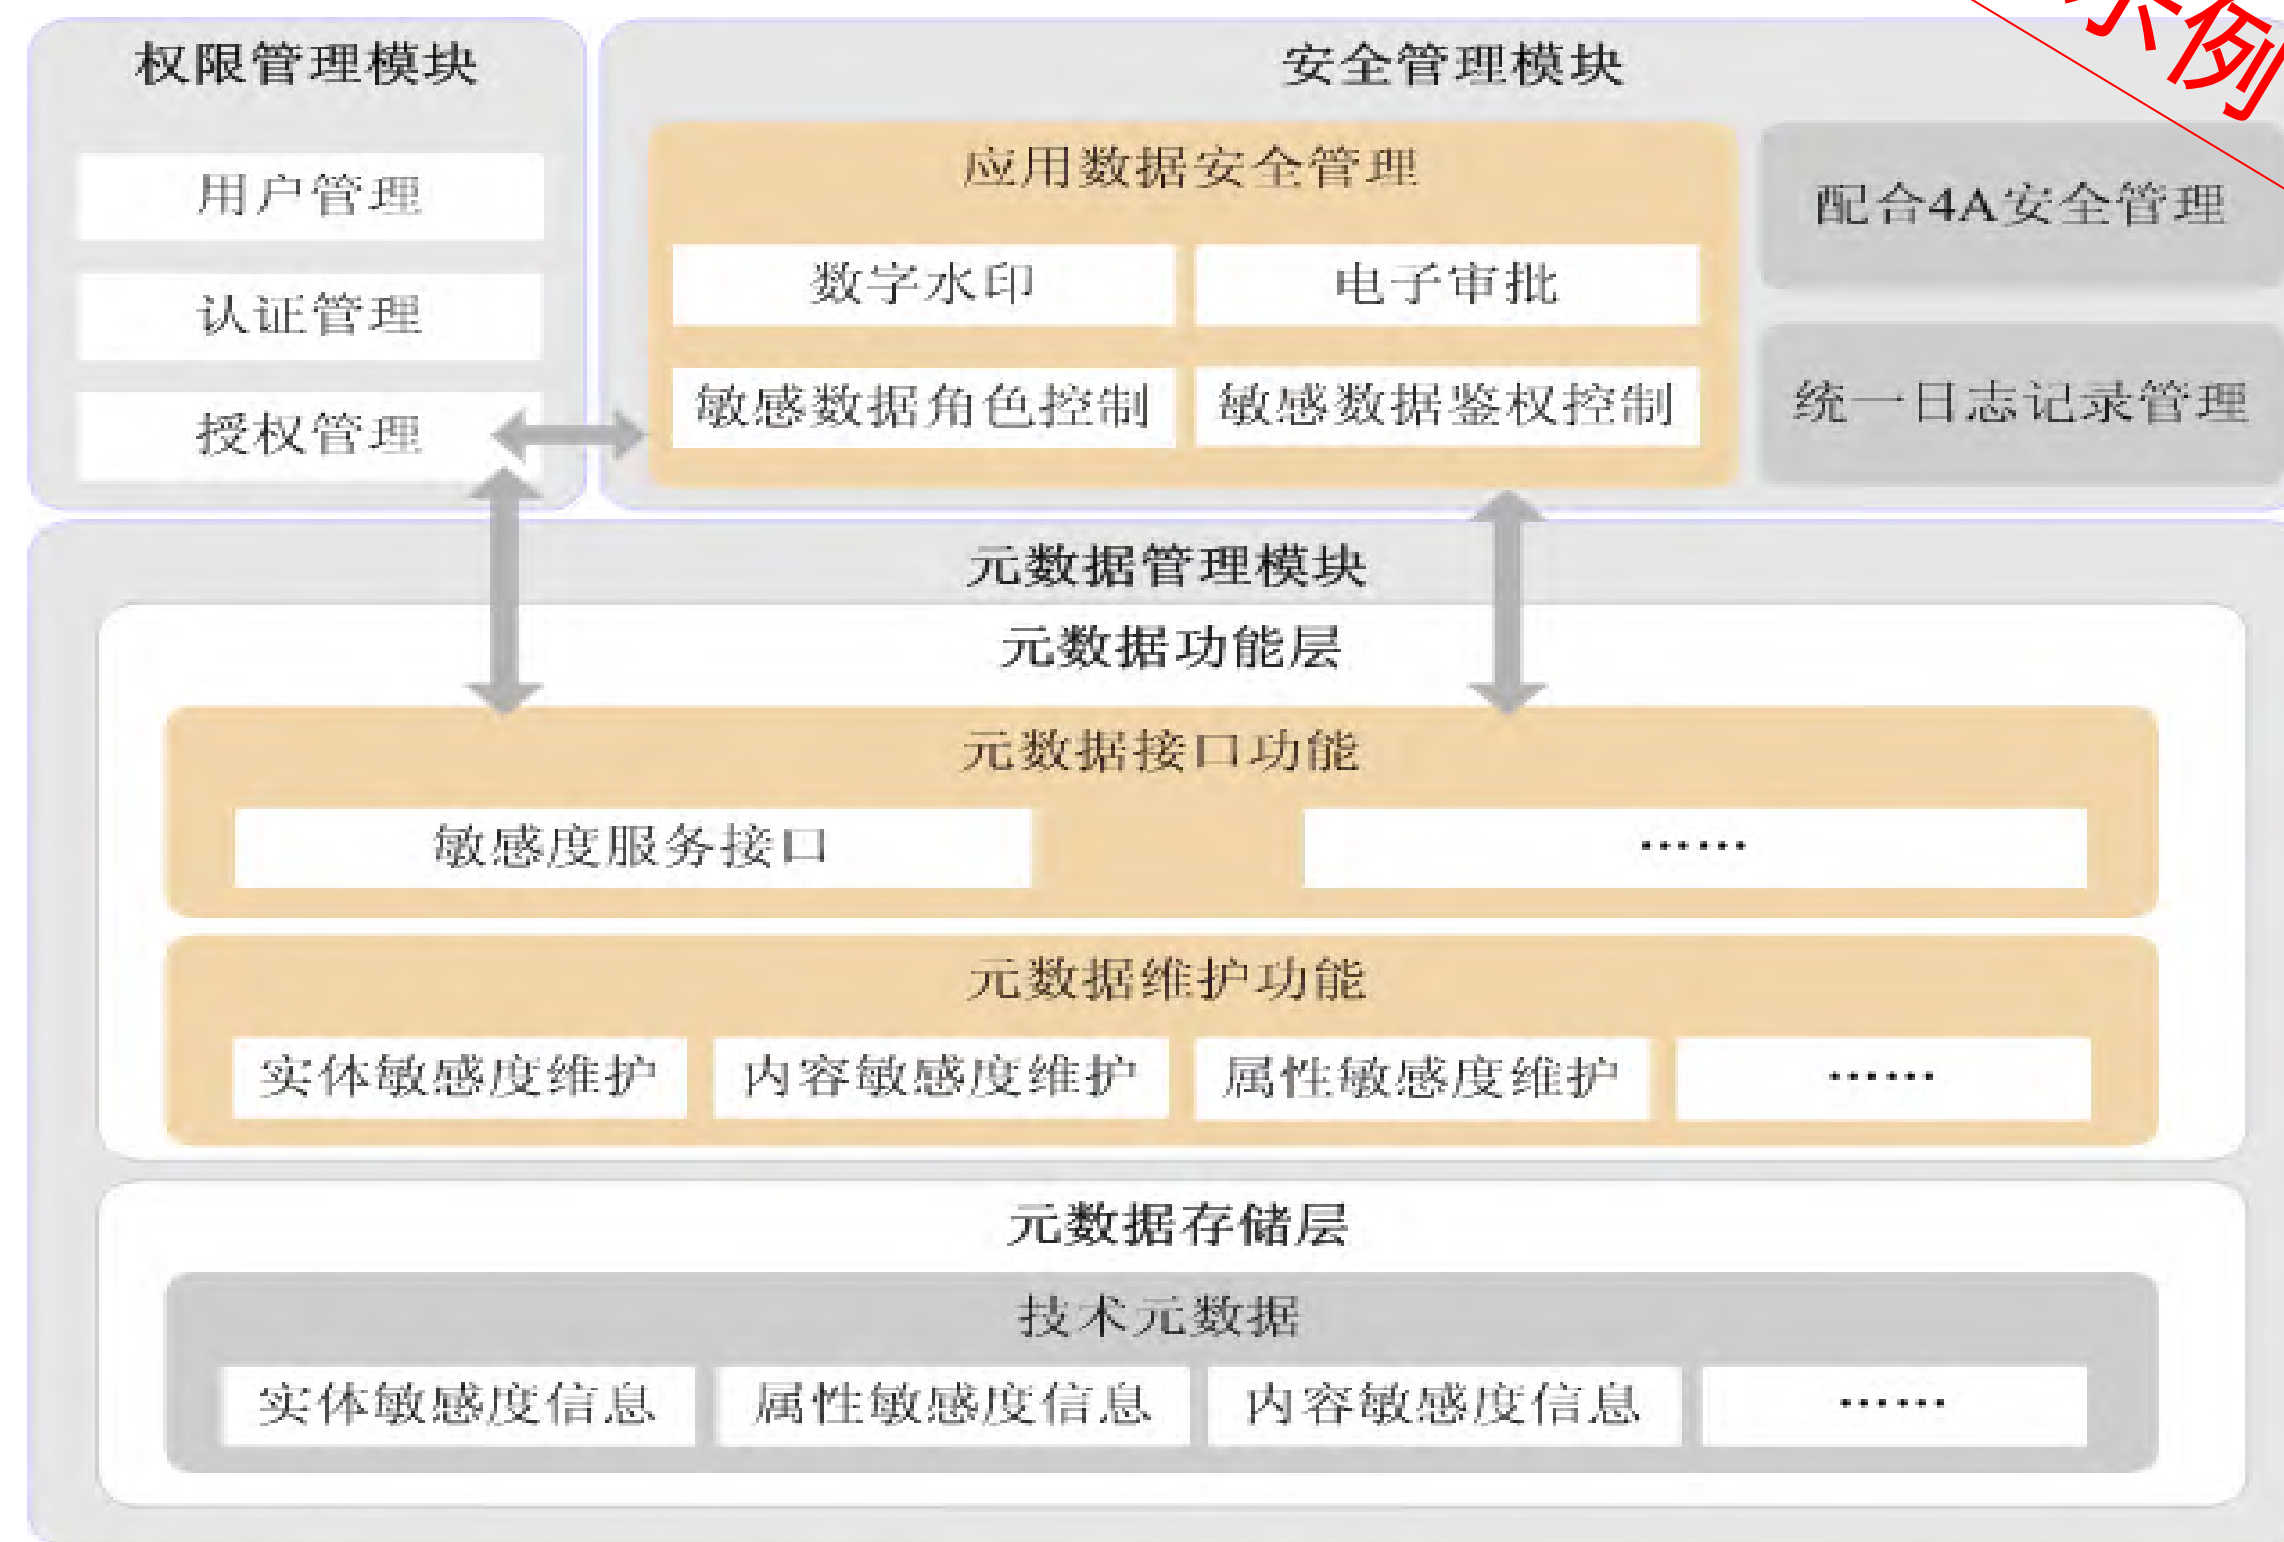 示例
权限管理模块
用户管理
认证管理
授权管理
安全管理模块
应用数据安全管理
数字水印
电子审批
敏感数据角色控制
敏感数据鉴权控制
配合4A安全管理
统一日志记录管理
元数据管理模块
元数据功能层
元数据接口功能
敏感度服务接口
······
元数据维护功能
实体敏感度维护
内容敏感度维护
属性敏感度维护
······
元数据存储层
技术元数据
实体敏感度信息
属性敏感度信息
内容敏感度信息
······